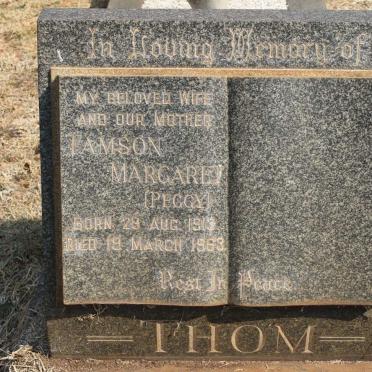 In Loving Memory of
MY BELOVED WIFE
AND OUR MOTHER
TAMSON
MARGARET
(PEGGY)
BORN 29 AUG 1913
DIED 19 MARCH 1963
Rest In Peace
THOM